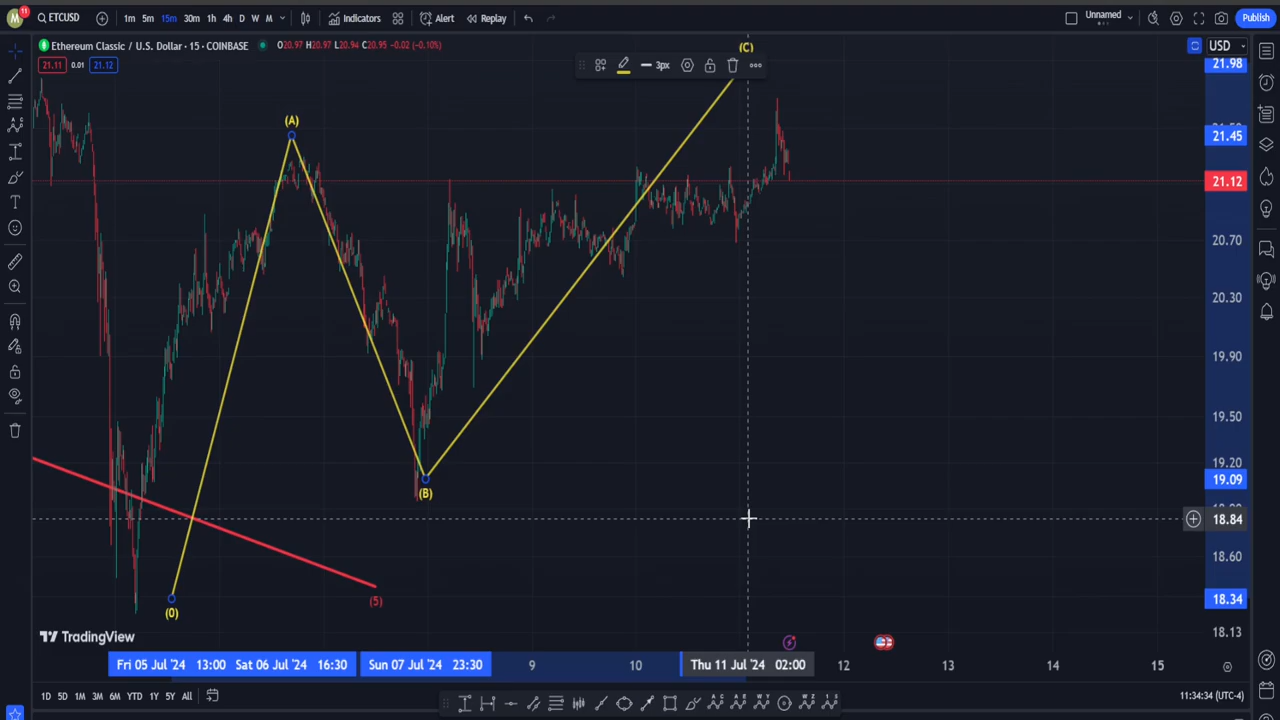 M 11 ETCUSD 1m 5m 15m 30m 1h 4h D W M Indicators Alert Replay Unnamed Publish
Ethereum Classic / U.S. Dollar · 15 · COINBASE O20.97 H20.97 L20.94 C20.95 -0.02 (-0.10%) (C) USD
21.11 0.01 21.12 3px 21.98
(A)
21.45
21.12
20.70
20.30
19.90
19.50
19.20
19.09
(B)
18.84
18.60
(5) 18.34
(0)
18.13
TradingView
Fri 05 Jul '24 13:00 Sat 06 Jul '24 16:30 Sun 07 Jul '24 23:30 9 10 Thu 11 Jul '24 02:00 12 13 14 15
1D 5D 1M 3M 6M YTD 1Y 5Y All 11:34:34 (UTC-4)